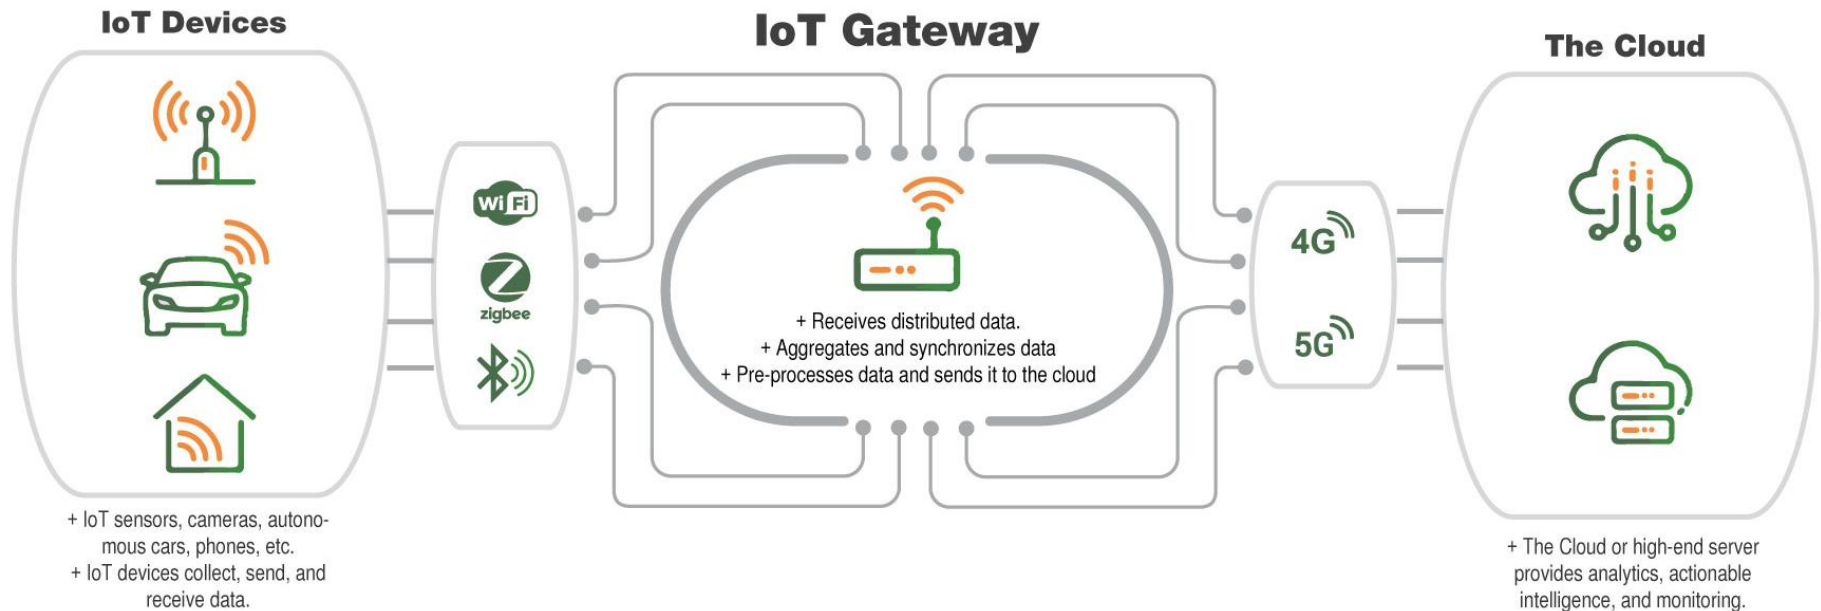 IoT Devices
IoT Gateway
The Cloud
WiFi
zigbee
4G
5G
+ Receives distributed data.
+ Aggregates and synchronizes data
+ Pre-processes data and sends it to the cloud
+ IoT sensors, cameras, autono-
mous cars, phones, etc.
+ IoT devices collect, send, and
receive data.
+ The Cloud or high-end server
provides analytics, actionable
intelligence, and monitoring.